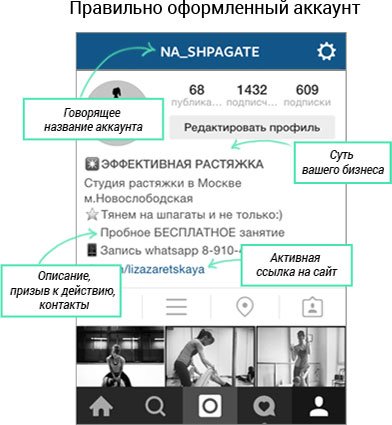 Правильно оформленный аккаунт
NA_SHPAGATE
68 1432 609
публика... подписч... подписки
Говорящее
название аккаунта
Редактировать профиль
Суть
вашего бизнеса
ЭФФЕКТИВНАЯ РАСТЯЖКА
Студия растяжки в Москве
м.Новослободская
Тянем на шпагаты и не только:)
Пробное БЕСПЛАТНОЕ занятие
Запись whatsapp 8-910-4
/lizazaretskaya
Активная
ссылка на сайт
Описание,
призыв к действию,
контакты